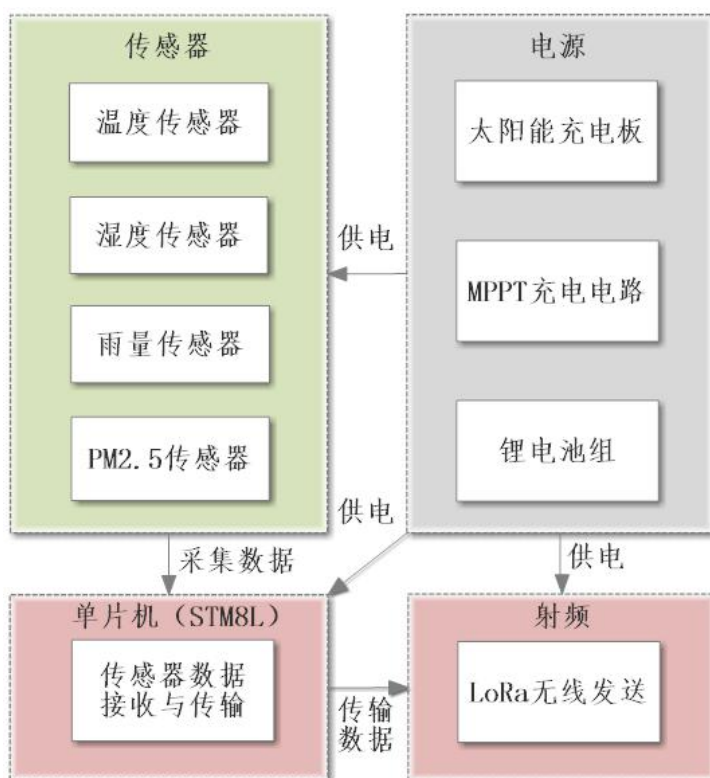 传感器
温度传感器
湿度传感器
雨量传感器
PM2.5传感器
电源
太阳能充电板
MPPT充电电路
锂电池组
供电
供电
供电
采集数据
单片机（STM8L）
传感器数据
接收与传输
传输
数据
射频
LoRa无线发送